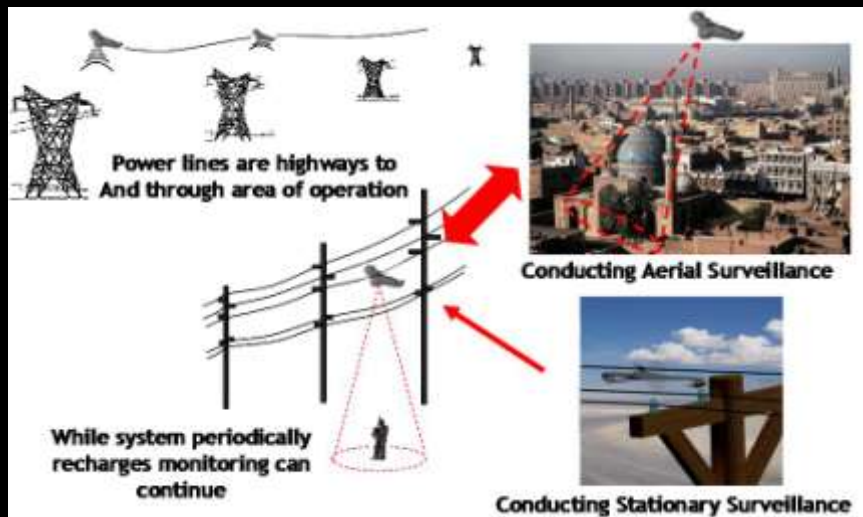 Power lines are highways to
And through area of operation
Conducting Aerial Surveillance
While system periodically
recharges monitoring can
continue
Conducting Stationary Surveillance